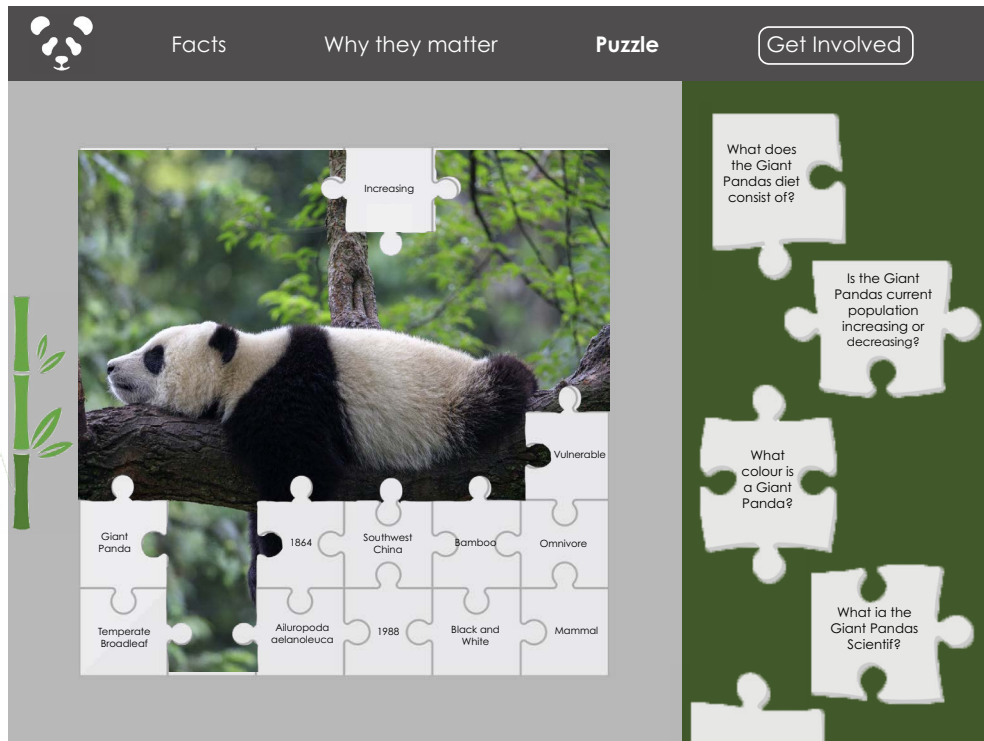 Facts
Why they matter
Puzzle
Get Involved
Increasing
Vulnerable
Giant
Panda
1864
Southwest
China
Bamboo
Omnivore
Temperate
Broadleaf
Ailuropoda
aelanoleuca
1988
Black and
White
Mammal
What does
the Giant
Pandas diet
consist of?
Is the Giant
Pandas current
population
increasing or
decreasing?
What
colour is
a Giant
Panda?
What ia the
Giant Pandas
Scientif?